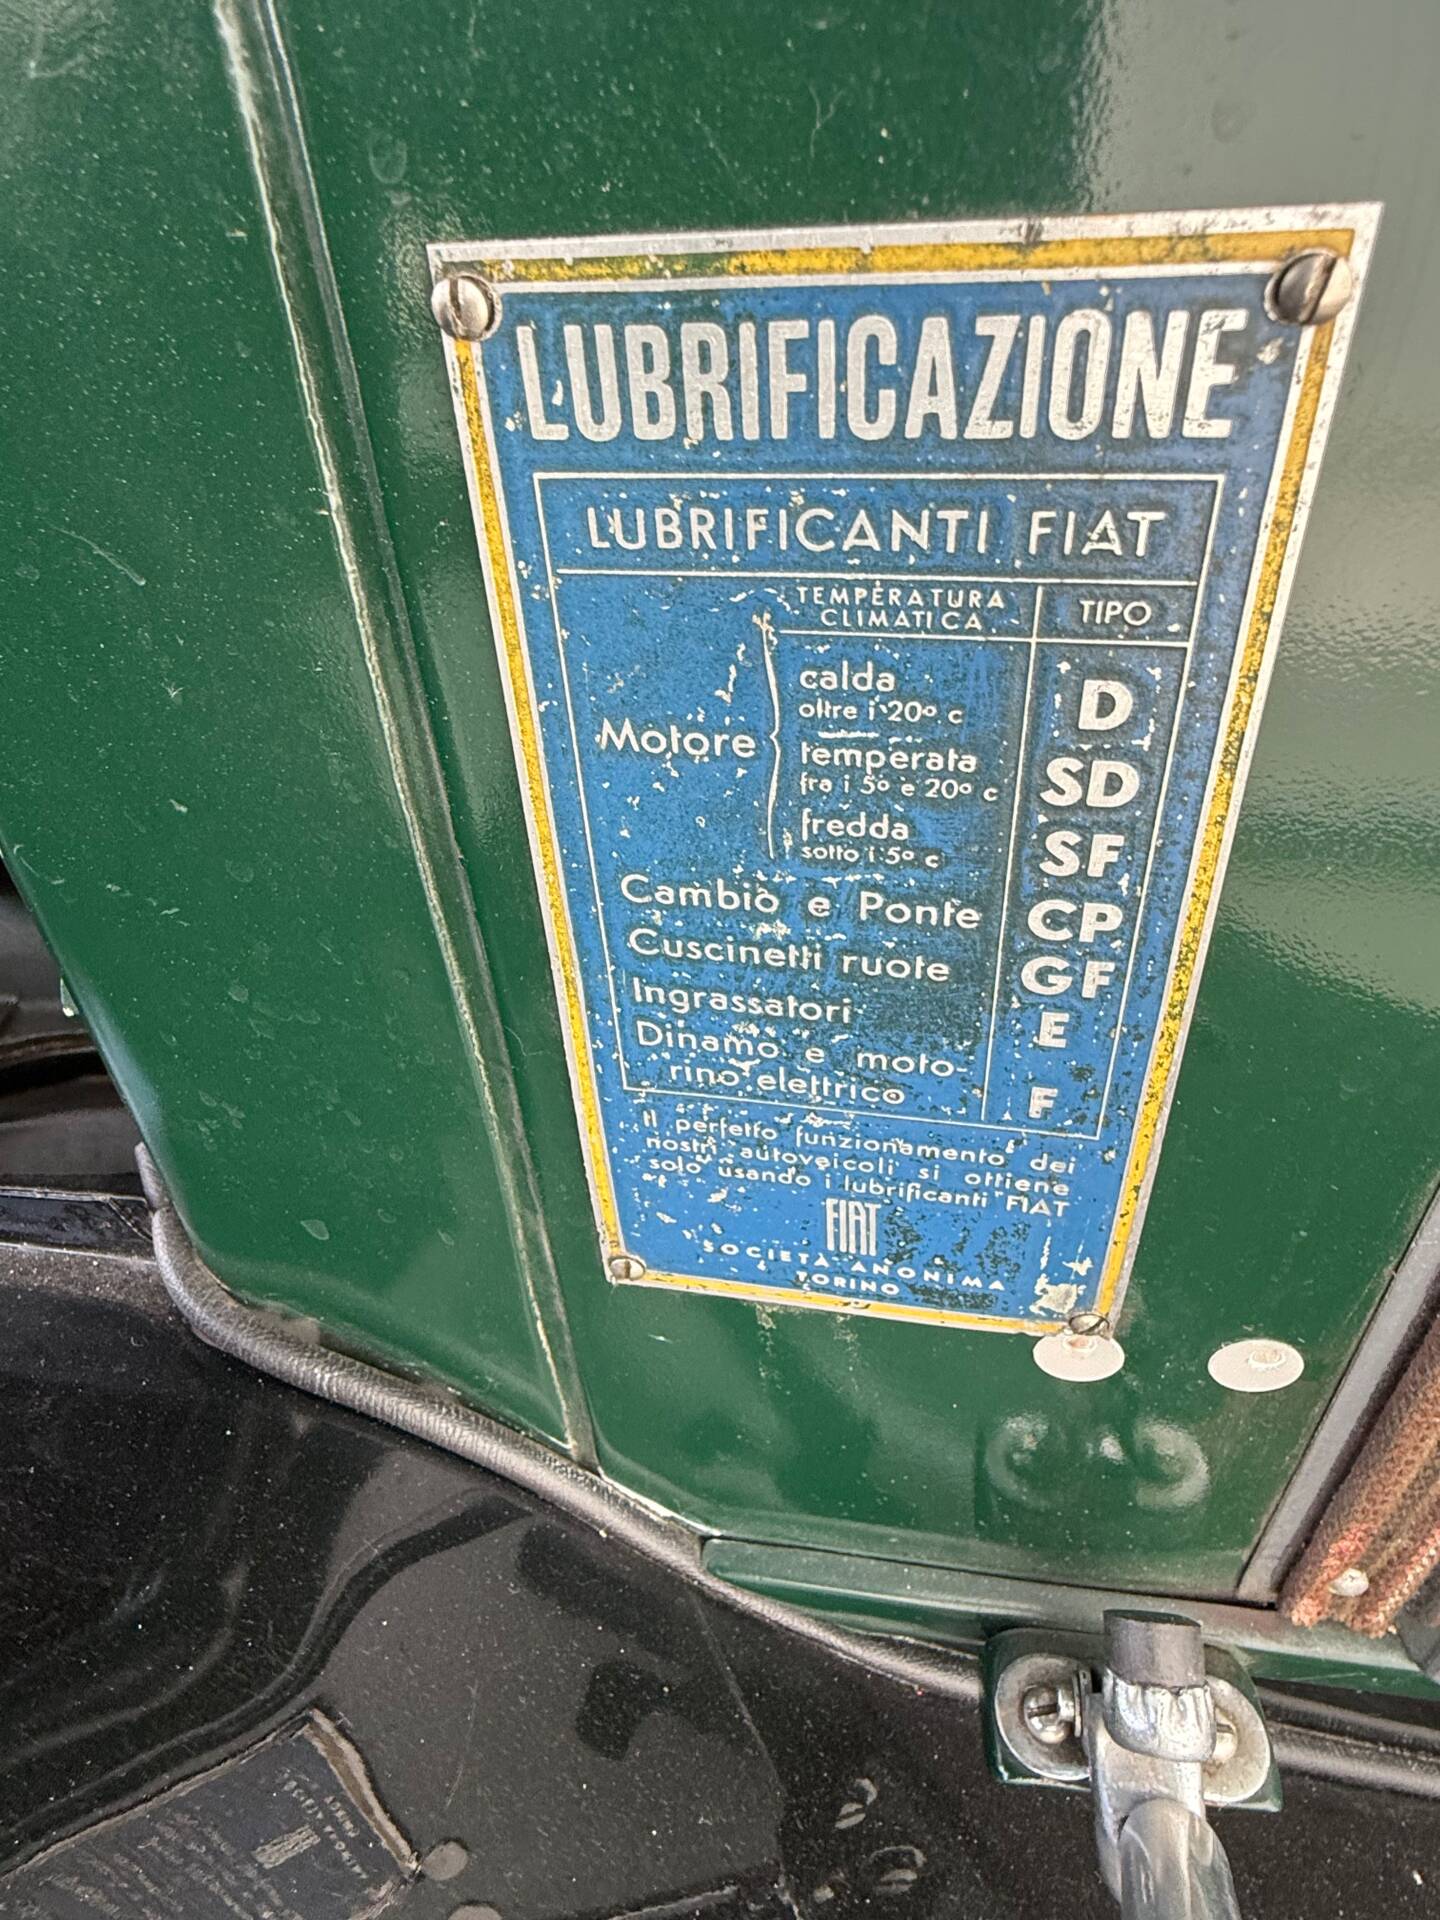 LUBRIFICAZIONE
LUBRIFICANTI FIAT
TEMPERATURA
CLIMATICA
TIPO
Motore
calda
oltre i 20° c
D
temperata
fra i 5° e 20° c
SD
fredda
sotto i 5° c
SF
Cambio e Ponte CP
Cuscinetti ruote GF
Ingrassatori E
Dinamo e moto-
rino elettrico F
Il perfetto funzionamento dei
nostri autoveicoli si ottiene
solo usando i lubrificanti FIAT
FIAT
SOCIETÀ ANONIMA
TORINO